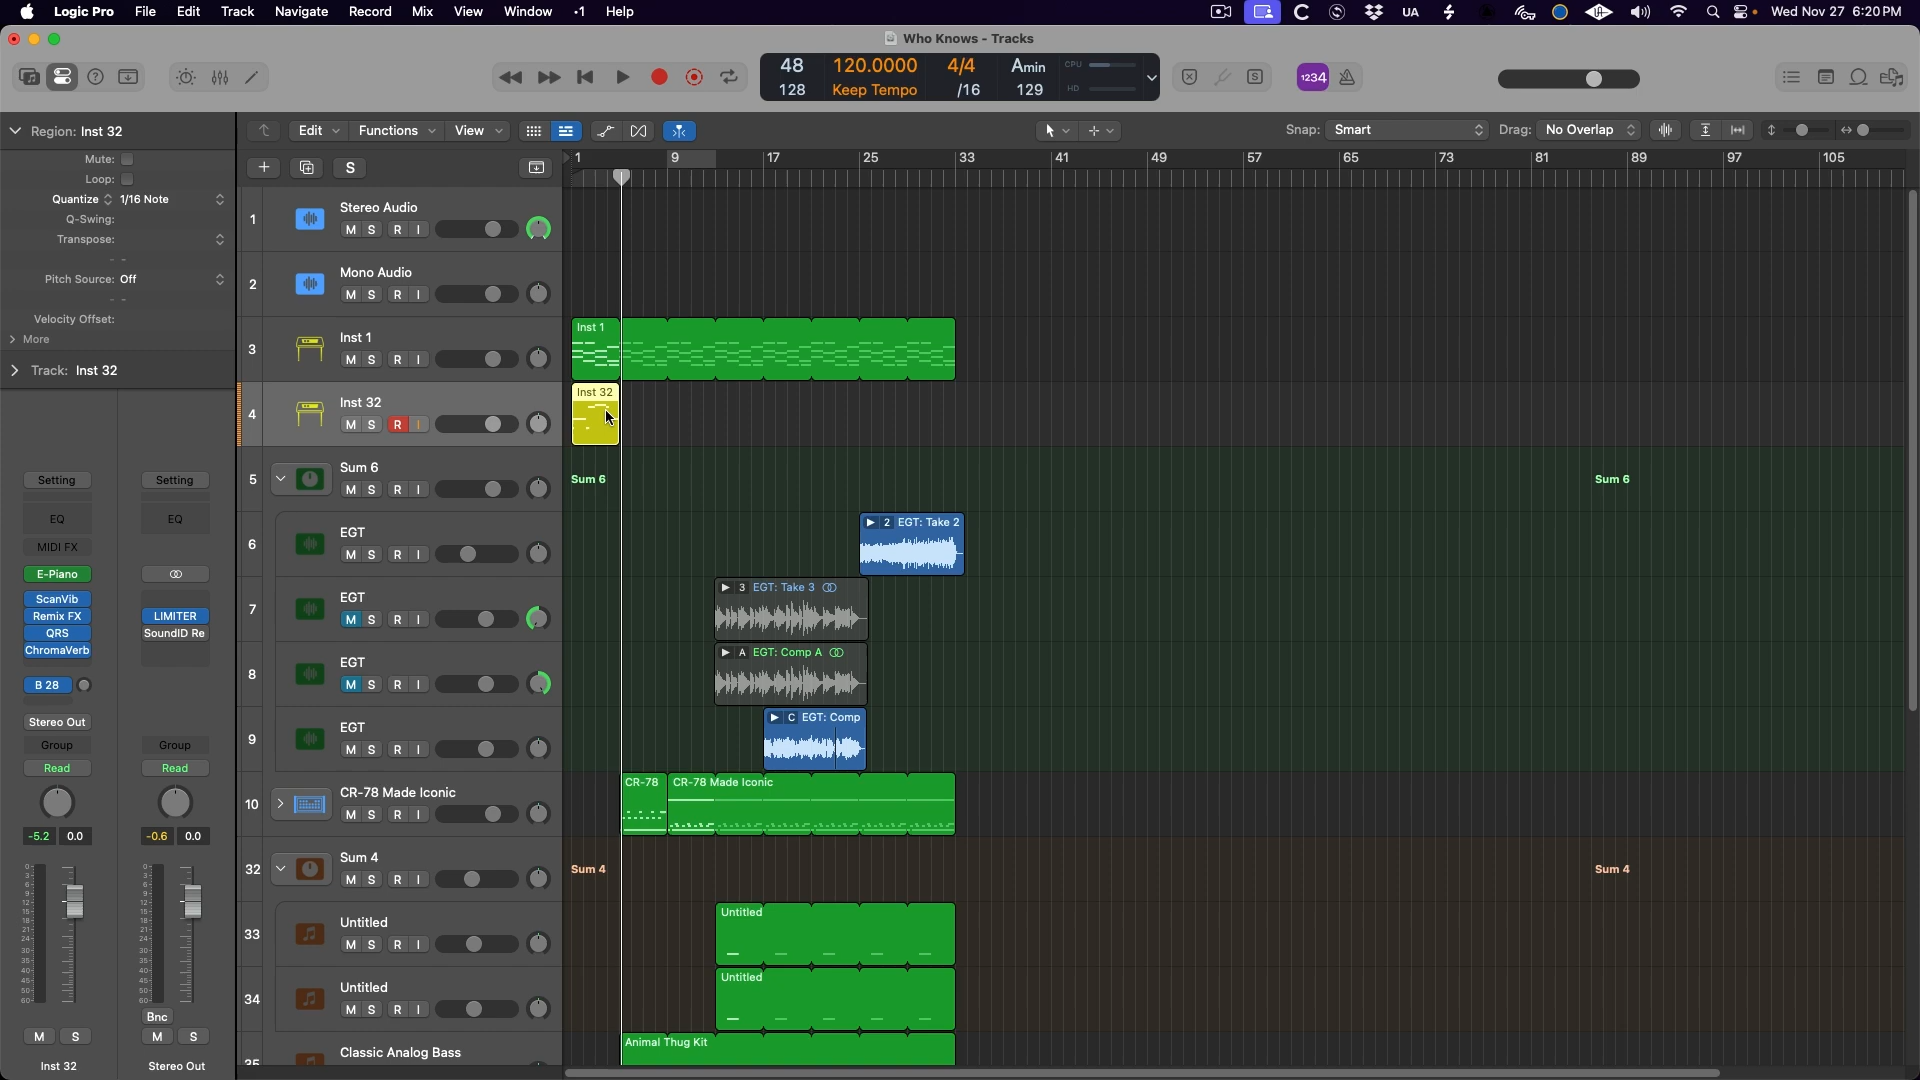 Logic Pro File Edit Track Navigate Record Mix View Window 1 Help
UA Wed Nov 27 6:20 PM
Who Knows - Tracks
48 120.0000 4/4 Amin CPU
128 Keep Tempo /16 129 HD
S 1234
Region: Inst 32
Edit Functions View
Snap: Smart Drag: No Overlap
Mute:
Loop:
Quantize 1/16 Note
Q-Swing:
Transpose:
- -
Pitch Source: Off
- -
Velocity Offset:
More
Track: Inst 32
S
1 9 17 25 33 41 49 57 65 73 81 89 97 105
1 Stereo Audio
M S R I
2 Mono Audio
M S R I
3 Inst 1
M S R I
Inst 1
4 Inst 32
M S R I
Inst 32
5 Sum 6
M S R I
Sum 6 Sum 6
6 EGT
M S R I
2 EGT: Take 2
7 EGT
M S R I
3 EGT: Take 3
8 EGT
M S R I
A EGT: Comp A
9 EGT
M S R I
C EGT: Comp
10 CR-78 Made Iconic
M S R I
CR-78 CR-78 Made Iconic
32 Sum 4
M S R I
Sum 4 Sum 4
33 Untitled
M S R I
Untitled
34 Untitled
M S R I
Untitled
Classic Analog Bass
Animal Thug Kit
Setting Setting
EQ EQ
MIDI FX
E-Piano
ScanVib
Remix FX LIMITER
QRS SoundID Re
ChromaVerb
B 28
Stereo Out
Group Group
Read Read
-5.2 0.0 -0.6 0.0
Bnc
M S M S
Inst 32 Stereo Out